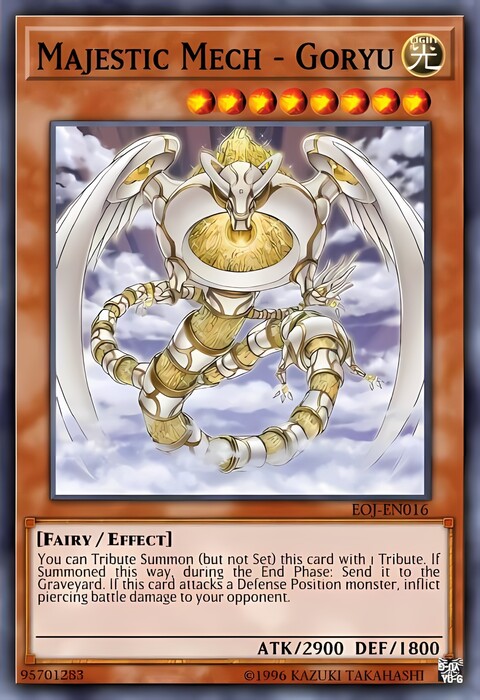 MAJESTIC MECH - GORYU
光
EOJ-EN016
[FAIRY / EFFECT]
You can Tribute Summon (but not Set) this card with 1 Tribute. If
Summoned this way, during the End Phase: Send it to the
Graveyard. If this card attacks a Defense Position monster, inflict
piercing battle damage to your opponent.
ATK/2900 DEF/1800
95701283
©1996 KAZUKI TAKAHASHI